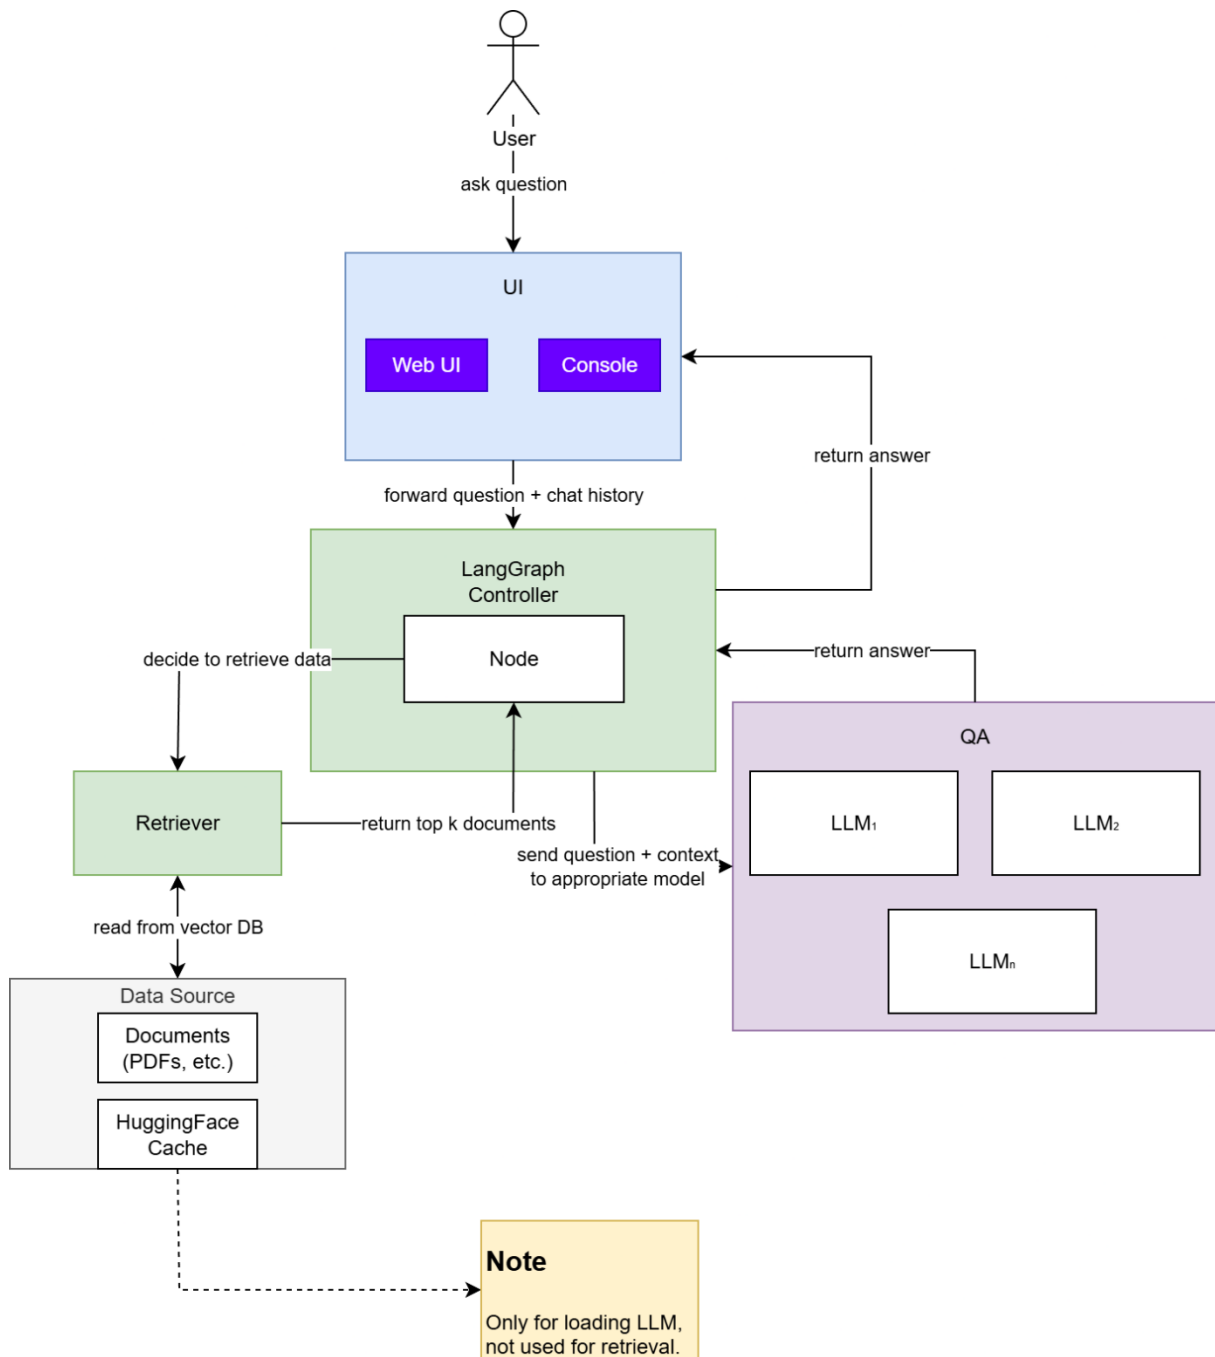 User
ask question
UI
Web UI
Console
return answer
forward question + chat history
LangGraph
Controller
Node
decide to retrieve data
return answer
QA
LLM₁
LLM₂
LLMₙ
Retriever
return top k documents
send question + context
to appropriate model
read from vector DB
Data Source
Documents
(PDFs, etc.)
HuggingFace
Cache
Note
Only for loading LLM,
not used for retrieval.